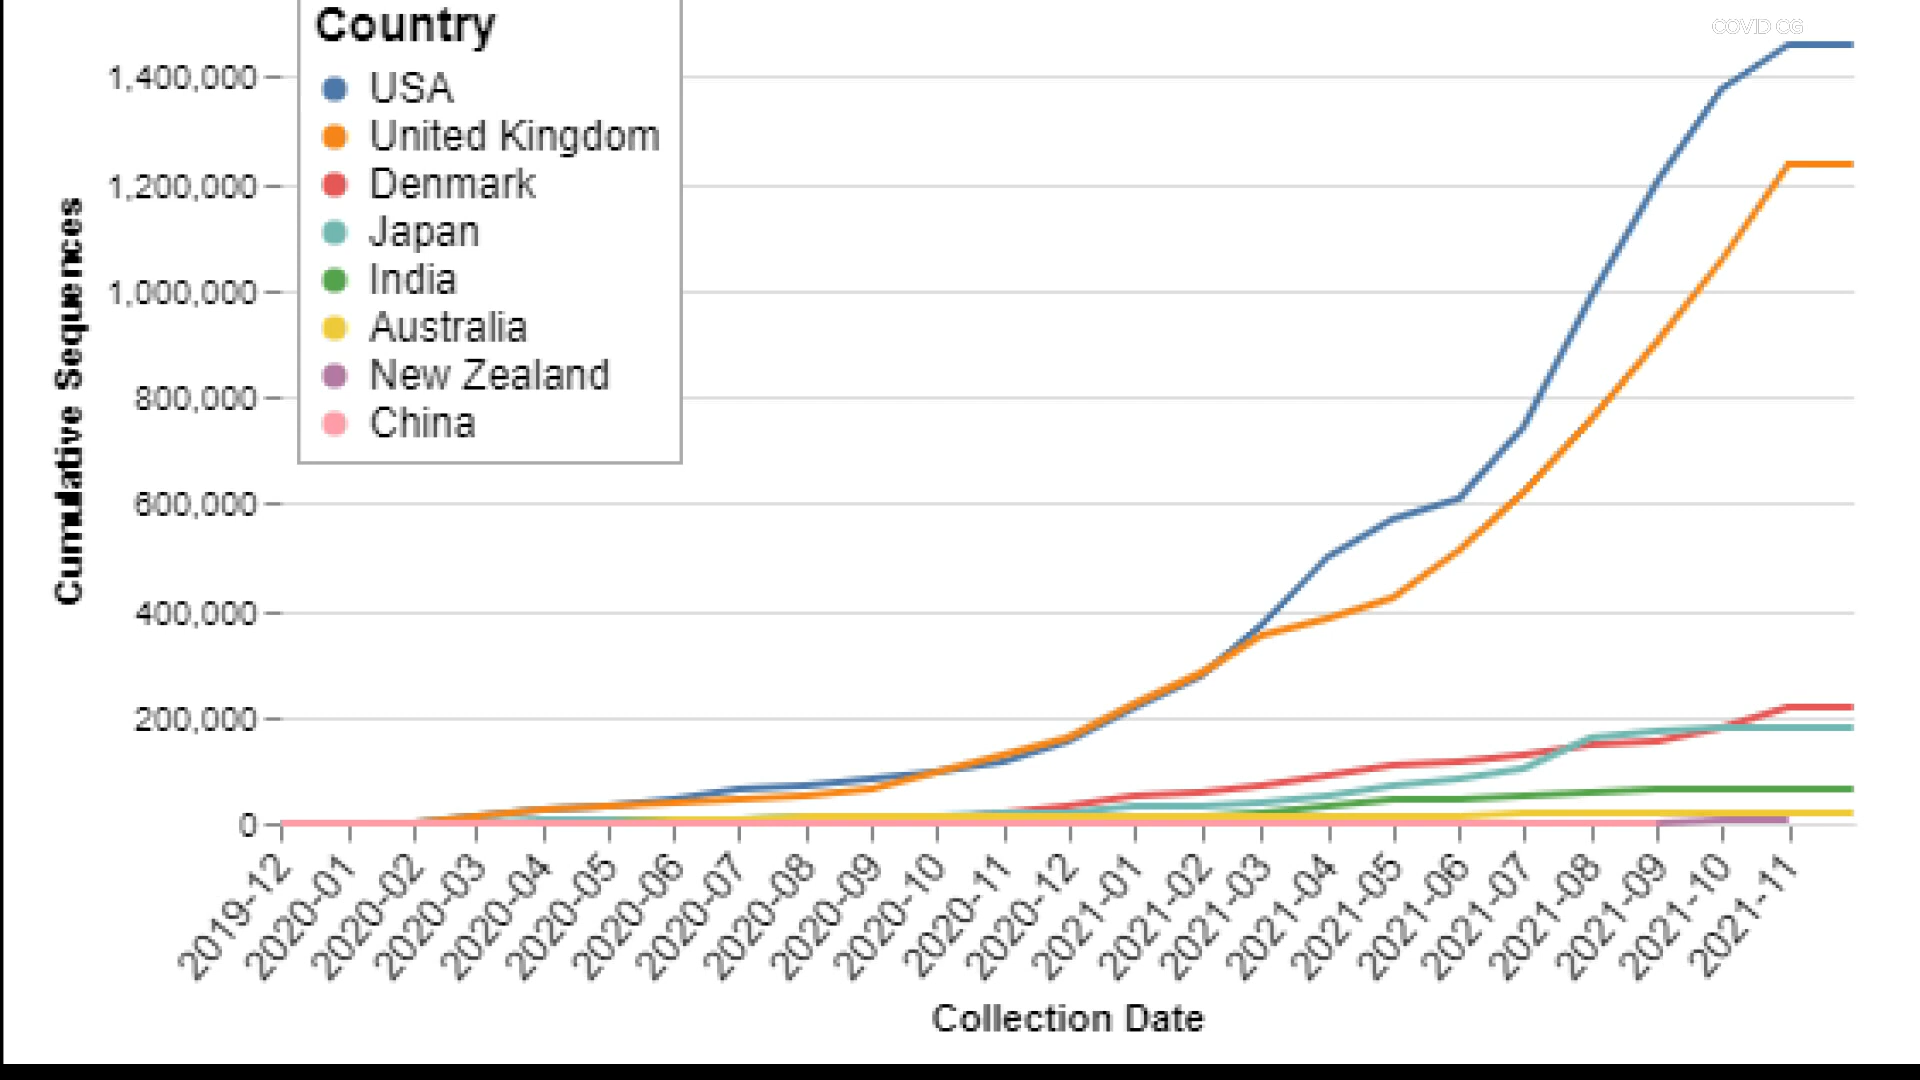 COVID CG
Country
USA
United Kingdom
Denmark
Japan
India
Australia
New Zealand
China
Cumulative Sequences
1,400,000
1,200,000
1,000,000
800,000
600,000
400,000
200,000
0
2019-12
2020-01
2020-02
2020-03
2020-04
2020-05
2020-06
2020-07
2020-08
2020-09
2020-10
2020-11
2020-12
2021-01
2021-02
2021-03
2021-04
2021-05
2021-06
2021-07
2021-08
2021-09
2021-10
2021-11
Collection Date